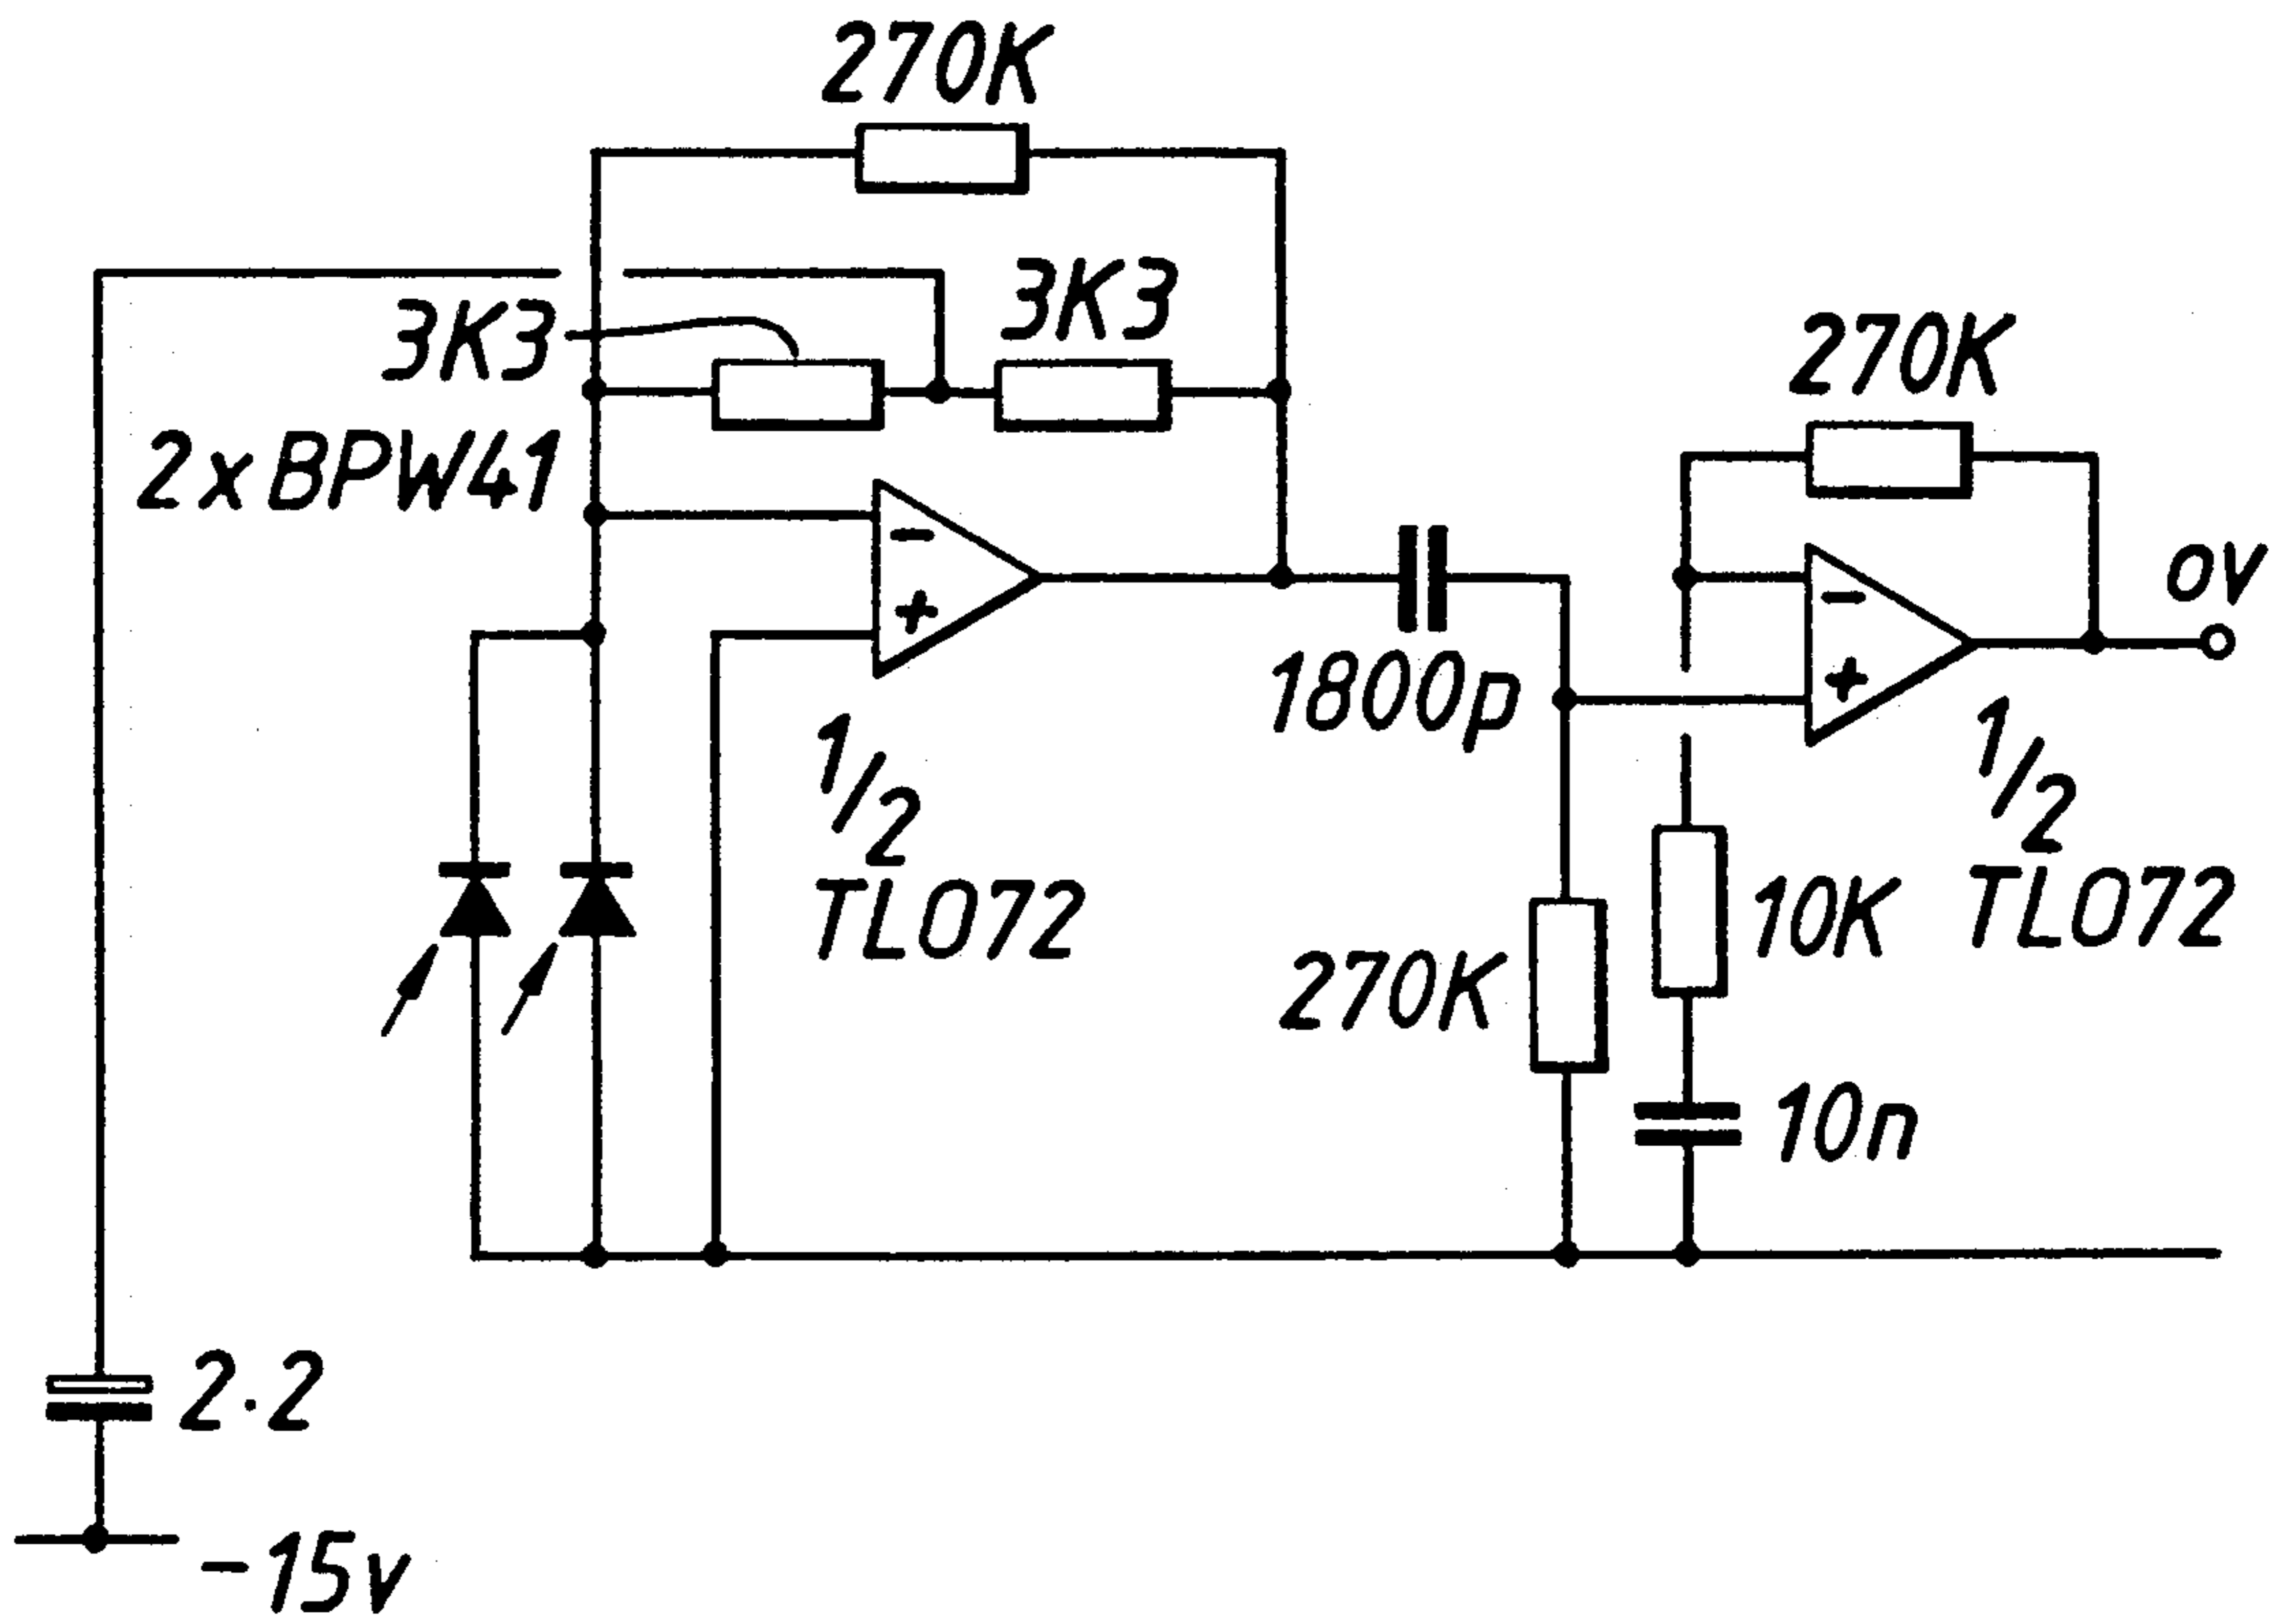 270K
3K3
3K3
270K
2xBPW41
-
+
-
+
0V
1800p
1/2
TL072
1/2
TL072
270K
10K
10n
2.2
-15v